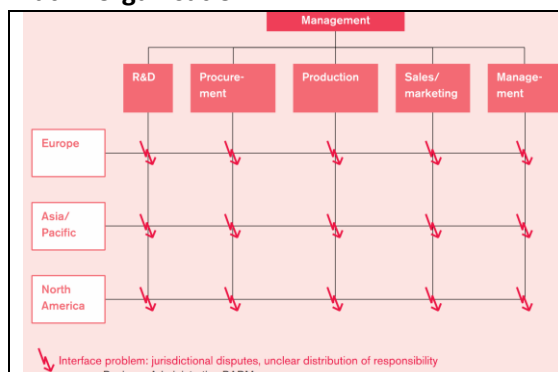 Management
R&D
Procure-
ment
Production
Sales/
marketing
Manage-
ment
Europe
Asia/
Pacific
North
America
Interface problem: jurisdictional disputes, unclear distribution of responsibility